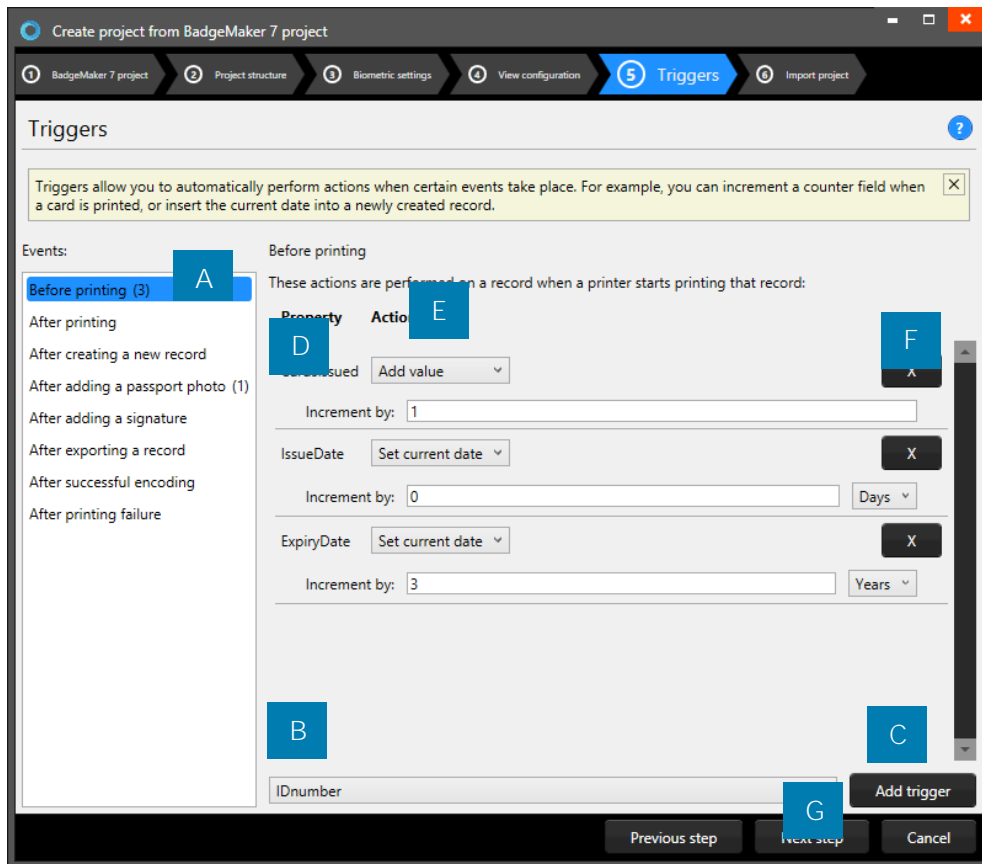 Create project from BadgeMaker 7 project
1 BadgeMaker 7 project 2 Project structure 3 Biometric settings 4 View configuration 5 Triggers 6 Import project
Triggers
?
Triggers allow you to automatically perform actions when certain events take place. For example, you can increment a counter field when
a card is printed, or insert the current date into a newly created record.
Events:
A
Before printing (3)
After printing
After creating a new record
After adding a passport photo (1)
After adding a signature
After exporting a record
After successful encoding
After printing failure
Before printing
These actions are performed on a record when a printer starts printing that record:
E
Property Action
D
F
Add value X
Increment by: 1
IssueDate Set current date X
Increment by: 0 Days
ExpiryDate Set current date X
Increment by: 3 Years
B
C
IDnumber Add trigger
G
Previous step Next step Cancel